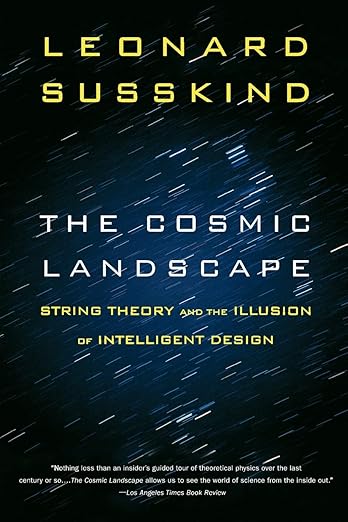 LEONARD
SUSSKIND
THE COSMIC
LANDSCAPE
STRING THEORY AND THE ILLUSION
OF INTELLIGENT DESIGN
"Nothing less than an insider's guided tour of theoretical physics over the last
century or so....The Cosmic Landscape allows us to see the world of science from the inside out."
—Los Angeles Times Book Review